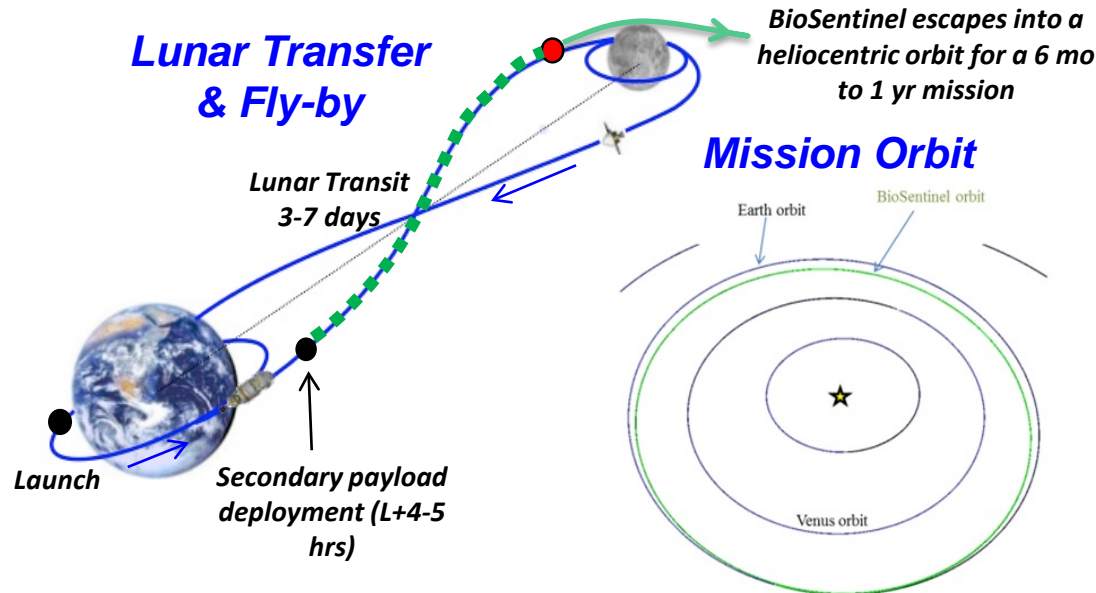 Lunar Transfer
& Fly-by
BioSentinel escapes into a
heliocentric orbit for a 6 mo
to 1 yr mission
Lunar Transit
3-7 days
Launch
Secondary payload
deployment (L+4-5
hrs)
Mission Orbit
Earth orbit
BioSentinel orbit
Venus orbit